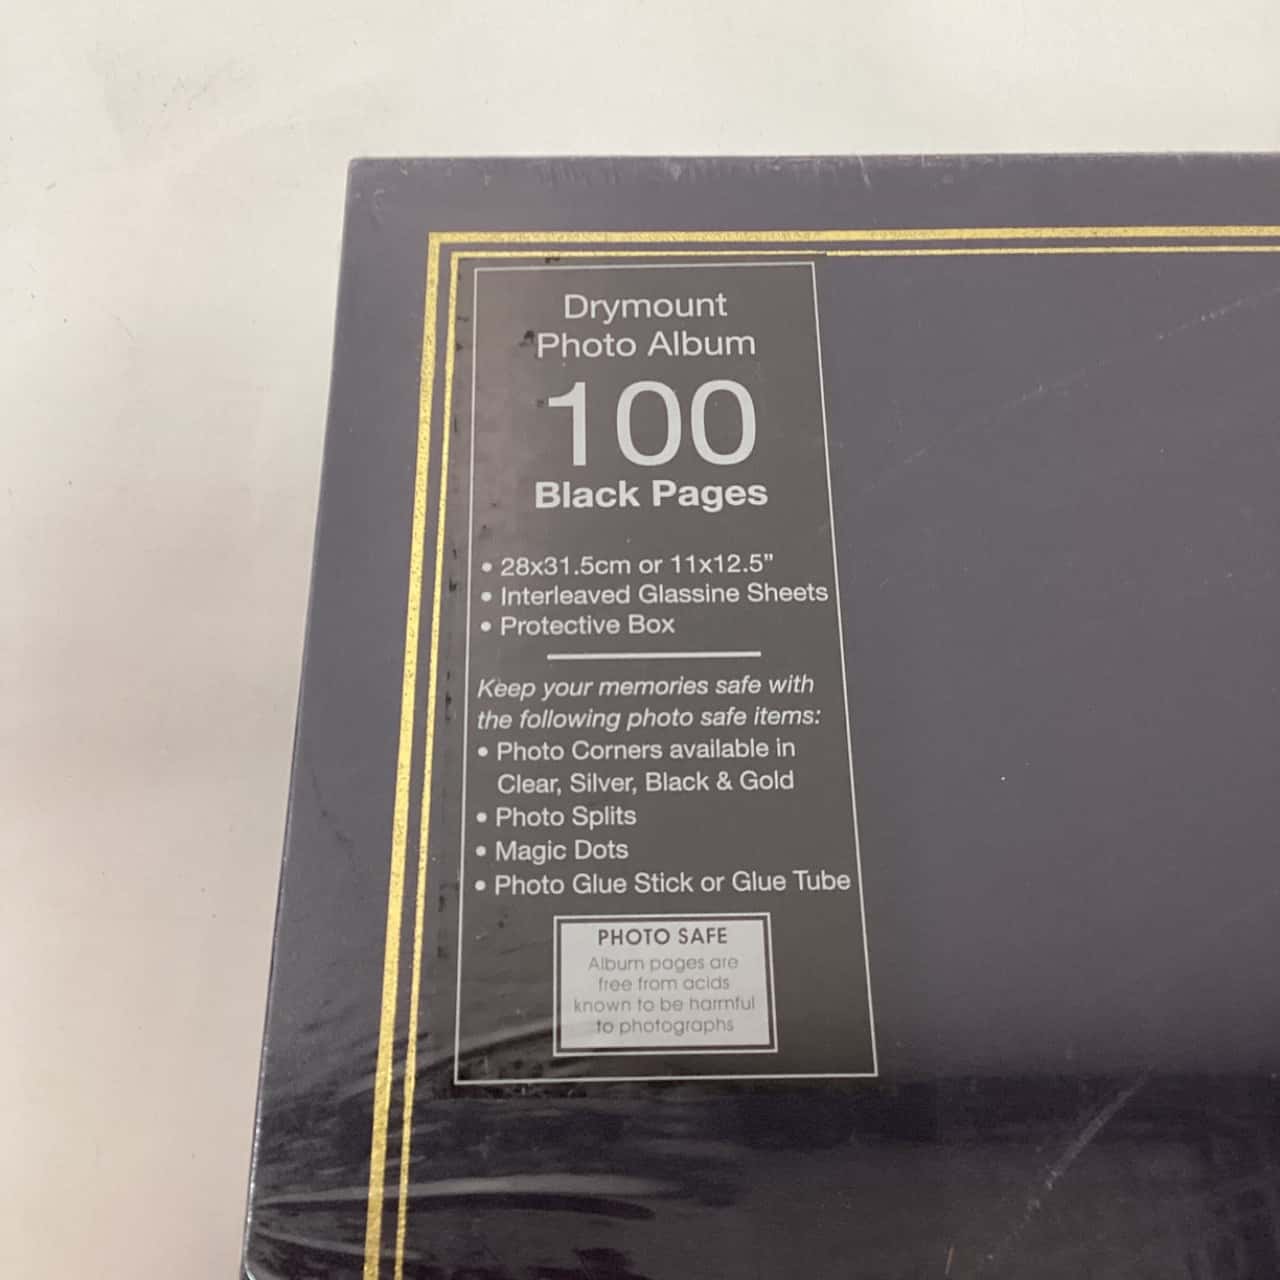 Drymount
Photo Album
100
Black Pages
• 28x31.5cm or 11x12.5”
• Interleaved Glassine Sheets
• Protective Box
Keep your memories safe with
the following photo safe items:
• Photo Corners available in
Clear, Silver, Black & Gold
• Photo Splits
• Magic Dots
• Photo Glue Stick or Glue Tube
PHOTO SAFE
Album pages are
free from acids
known to be harmful
to photographs